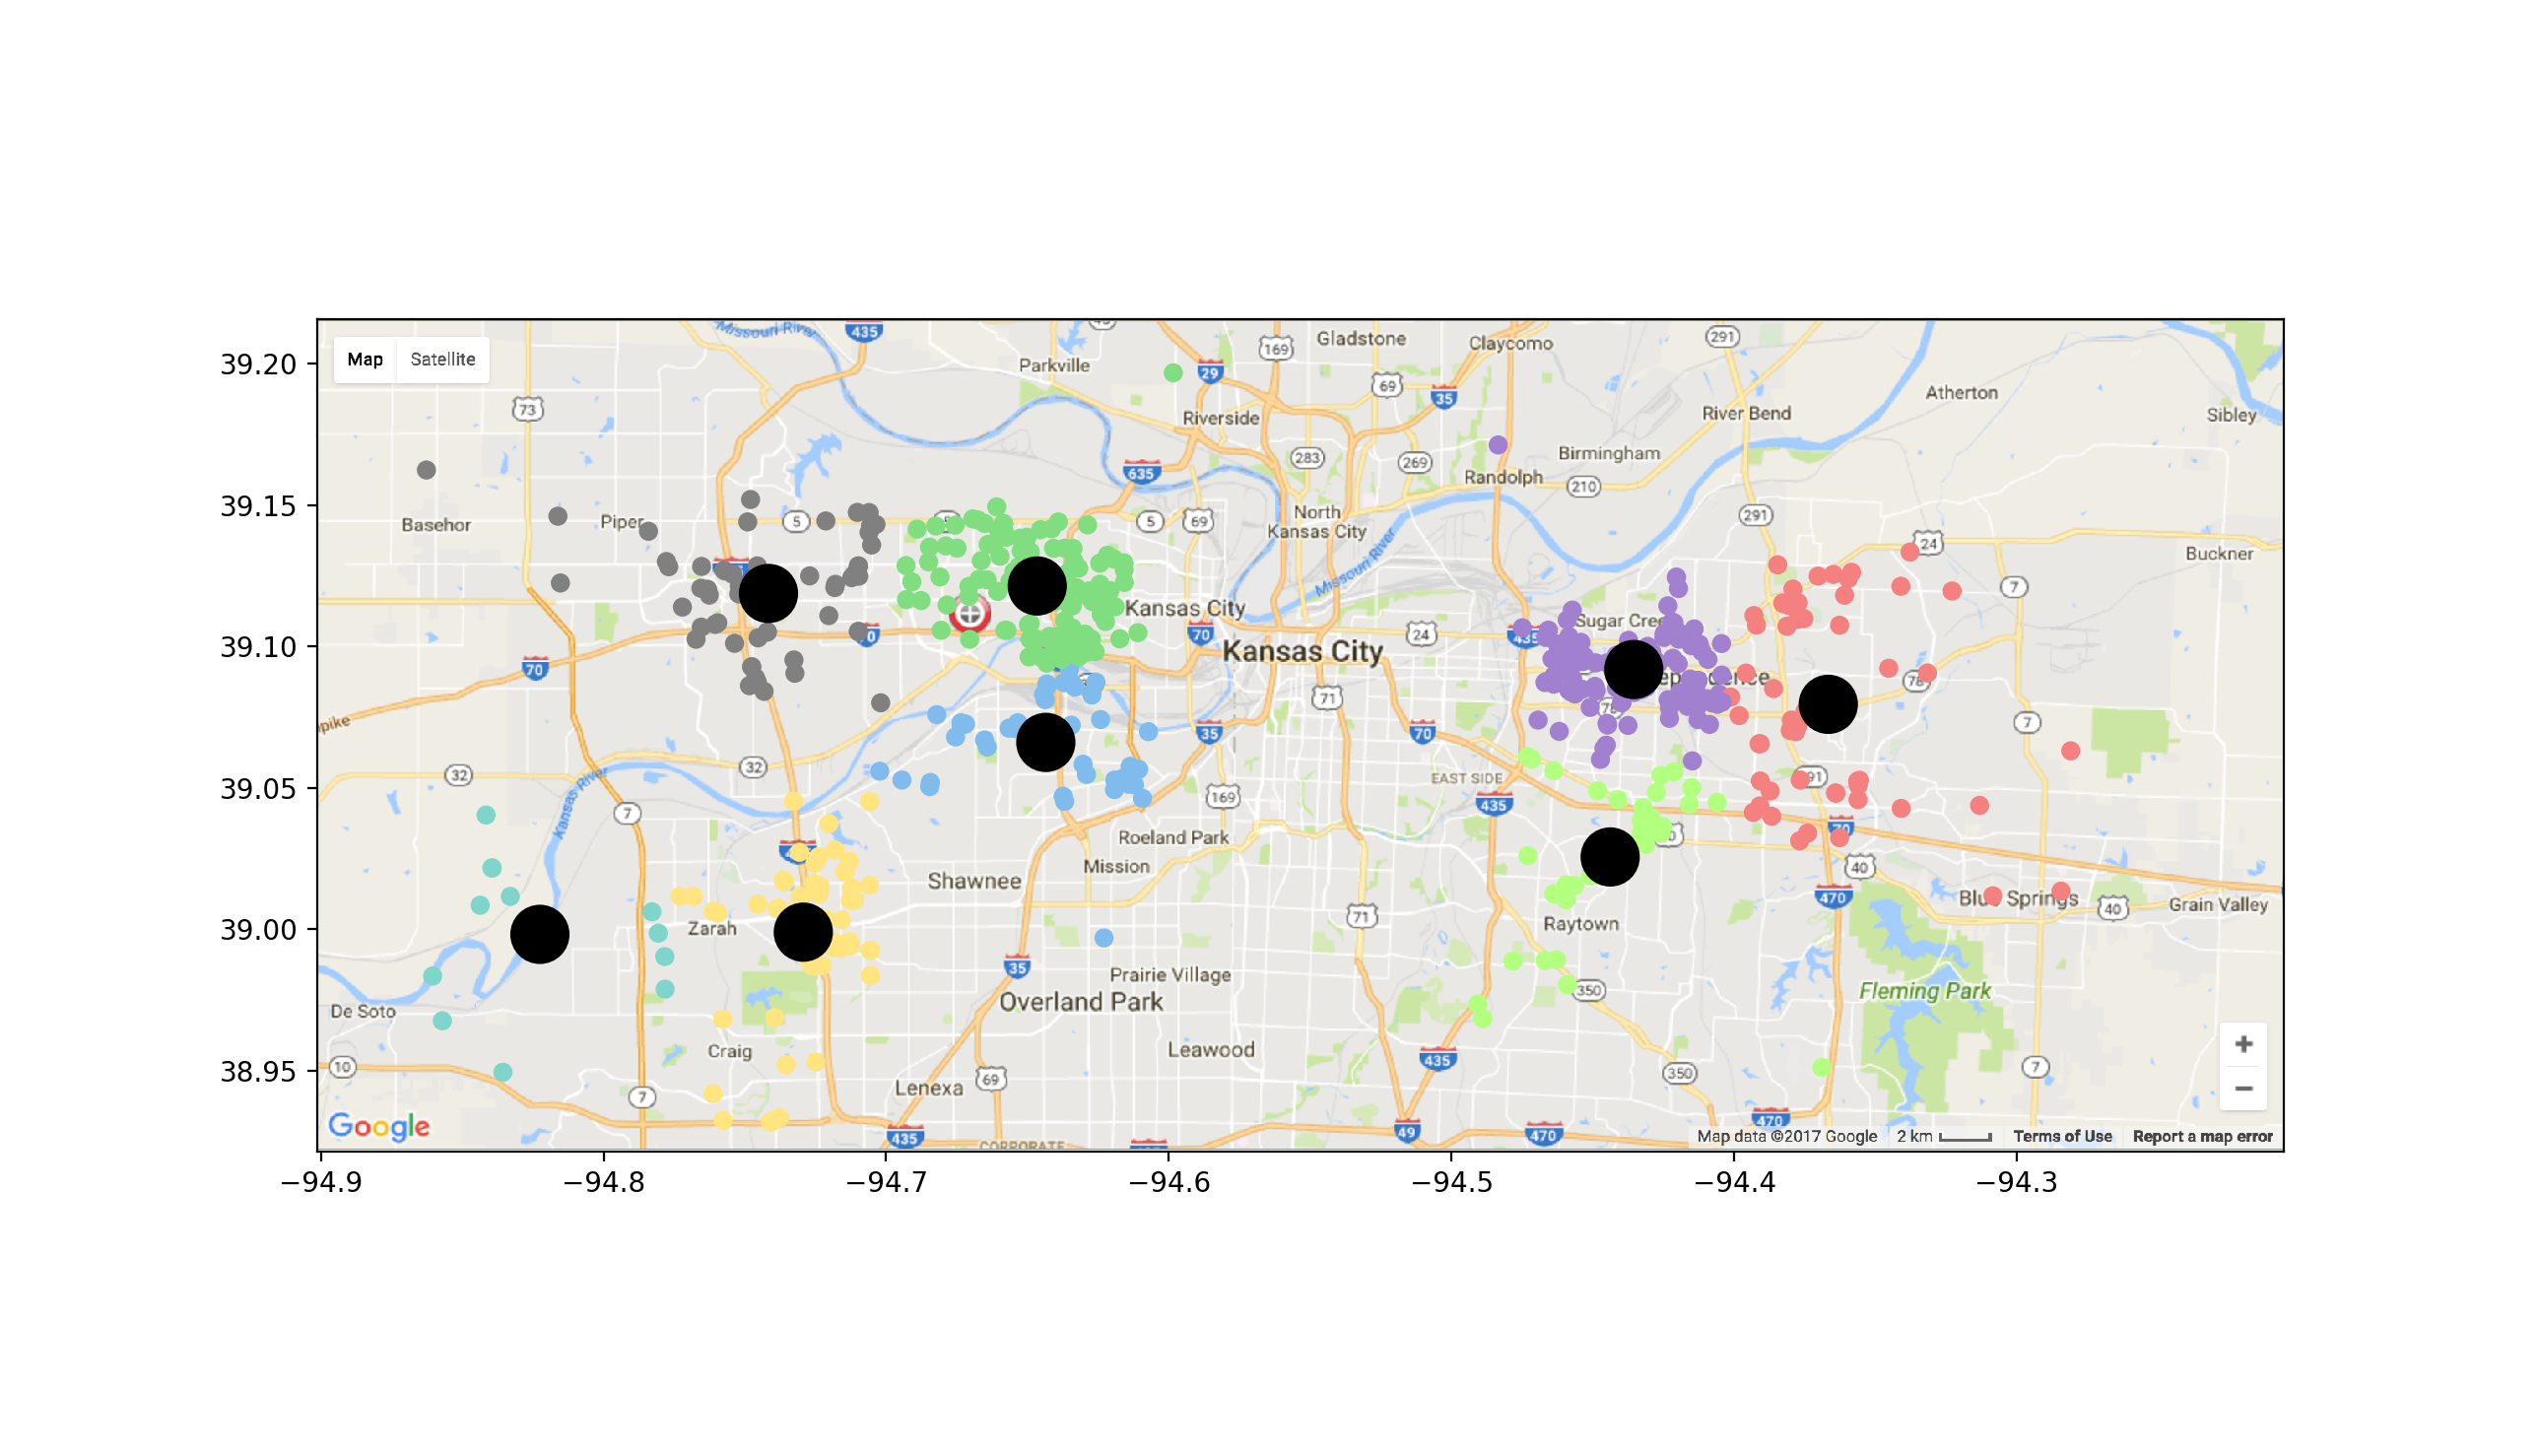 39.20
39.15
39.10
39.05
39.00
38.95
−94.9
−94.8
−94.7
−94.6
−94.5
−94.4
−94.3
Map
Satellite
Missouri River
435
Parkville
169
Gladstone
Claycomo
291
29
69
35
73
Riverside
River Bend
Atherton
Sibley
635
283
269
Randolph
Birmingham
210
Basehor
Piper
5
5
69
North
Kansas City
Missouri River
291
24
Buckner
7
Kansas City
70
Kansas City
24
435
Sugar Cree
70
71
78
7
pike
32
32
Kansas River
7
35
70
EAST SIDE
169
435
Roeland Park
Mission
Shawnee
Zarah
40
470
71
Raytown
Blue Springs
40
Grain Valley
35
Prairie Village
Overland Park
350
Fleming Park
De Soto
Craig
Leawood
10
7
Lenexa
69
435
350
7
Google
435
CORPORATE
49
470
470
Map data ©2017 Google
2 km
Terms of Use
Report a map error